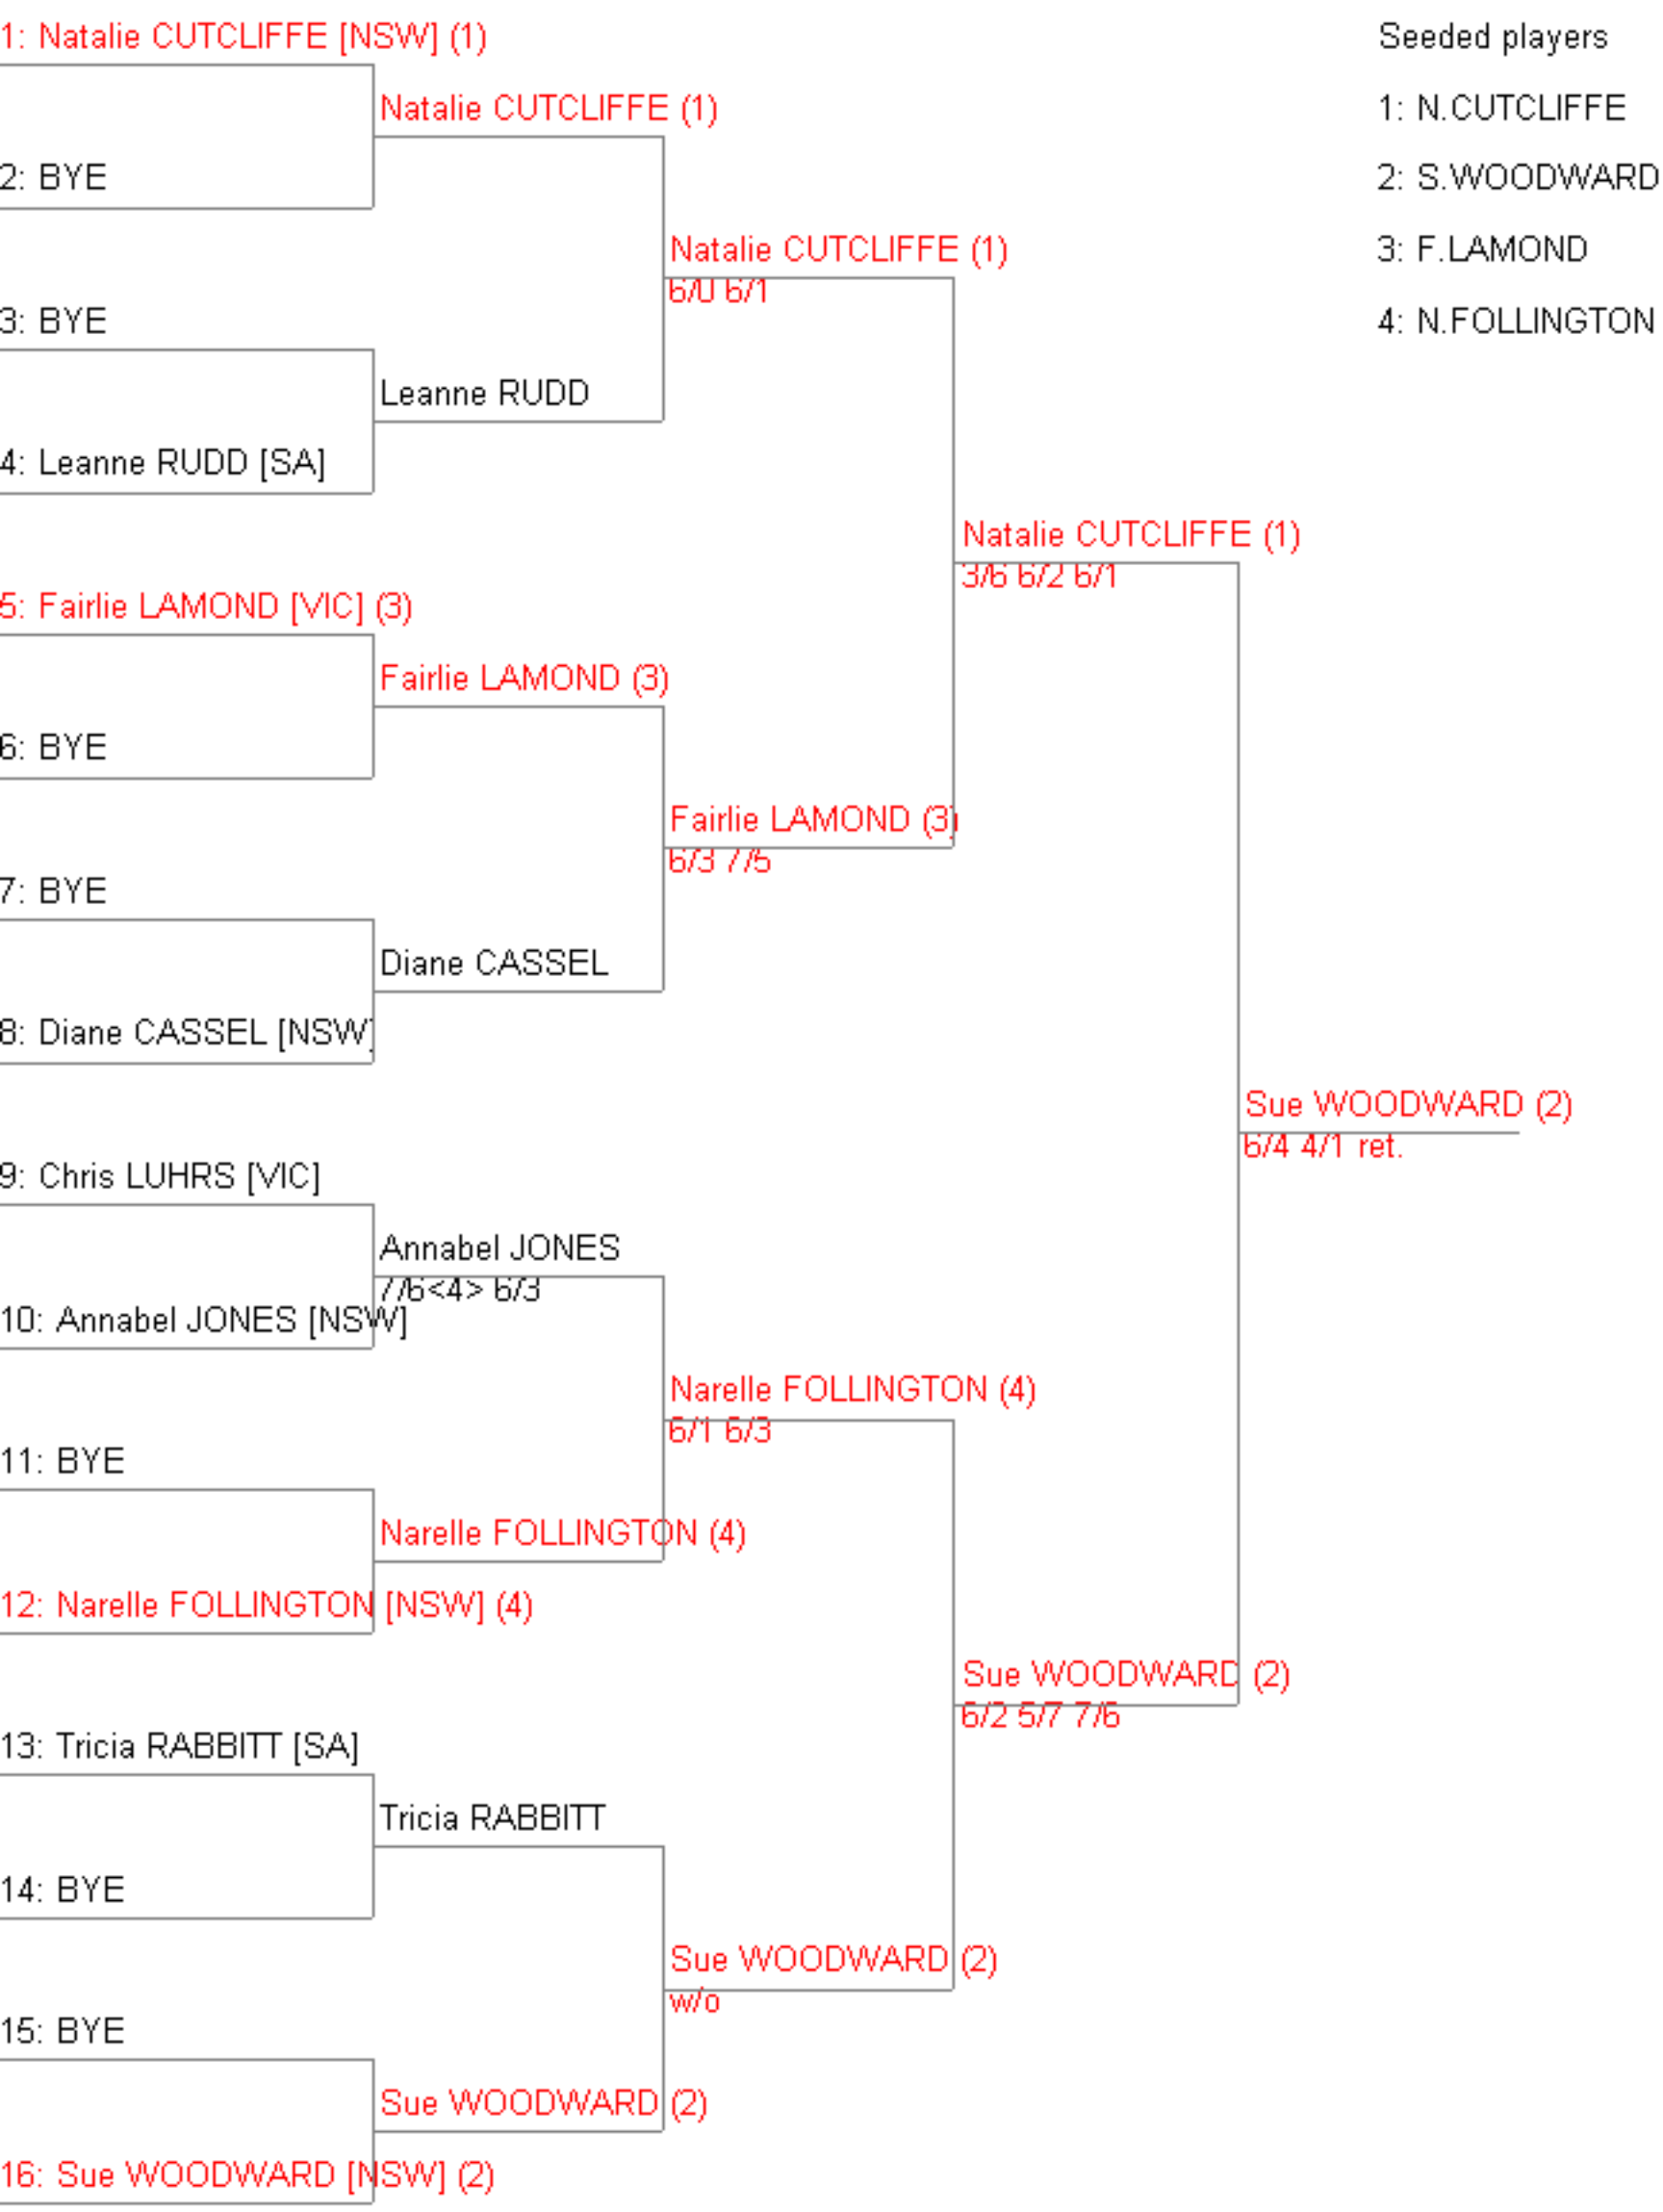 1: Natalie CUTCLIFFE [NSW] (1)
Seeded players
Natalie CUTCLIFFE (1)
1: N.CUTCLIFFE
2: BYE
2: S.WOODWARD
Natalie CUTCLIFFE (1)
6/0 6/1
3: F.LAMOND
3: BYE
4: N.FOLLINGTON
Leanne RUDD
4: Leanne RUDD [SA]
Natalie CUTCLIFFE (1)
3/6 6/2 6/1
5: Fairlie LAMOND [VIC] (3)
Fairlie LAMOND (3)
6: BYE
Fairlie LAMOND (3)
6/3 7/5
7: BYE
Diane CASSEL
8: Diane CASSEL [NSW]
Sue WOODWARD (2)
6/4 4/1 ret.
9: Chris LUHRS [VIC]
Annabel JONES
7/6<4> 6/3
10: Annabel JONES [NSW]
Narelle FOLLINGTON (4)
6/1 6/3
11: BYE
Narelle FOLLINGTON (4)
12: Narelle FOLLINGTON [NSW] (4)
Sue WOODWARD (2)
6/2 5/7 7/6
13: Tricia RABBITT [SA]
Tricia RABBITT
14: BYE
Sue WOODWARD (2)
w/o
15: BYE
Sue WOODWARD (2)
16: Sue WOODWARD [NSW] (2)